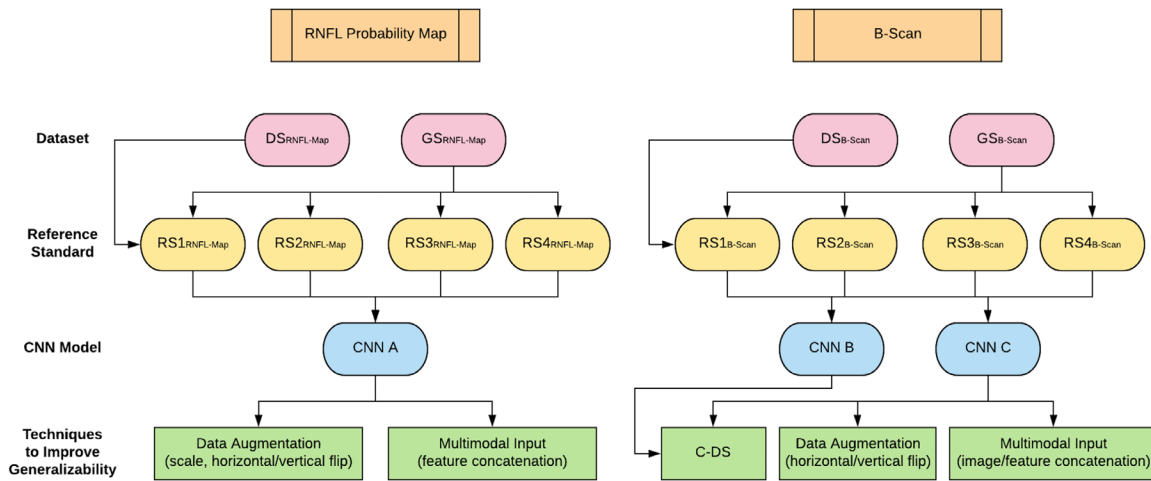 RNFL Probability Map
B-Scan
Dataset
DSRNFL-Map
GSRNFL-Map
DSB-Scan
GSB-Scan
Reference
Standard
RS1RNFL-Map
RS2RNFL-Map
RS3RNFL-Map
RS4RNFL-Map
RS1B-Scan
RS2B-Scan
RS3B-Scan
RS4B-Scan
CNN Model
CNN A
CNN B
CNN C
Techniques
to Improve
Generalizability
Data Augmentation
(scale, horizontal/vertical flip)
Multimodal Input
(feature concatenation)
C-DS
Data Augmentation
(horizontal/vertical flip)
Multimodal Input
(image/feature concatenation)